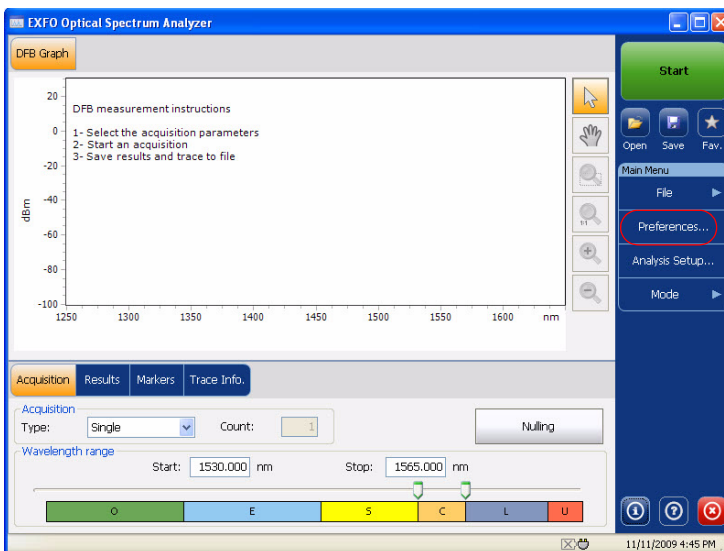 EXFO Optical Spectrum Analyzer
DFB Graph
Start
20
0
-20
-40
-60
-80
-100
dBm
DFB measurement instructions
1- Select the acquisition parameters
2- Start an acquisition
3- Save results and trace to file
1250 1300 1350 1400 1450 1500 1550 1600 nm
1/1
Open Save Fav.
Main Menu
File
Preferences...
Analysis Setup...
Mode
Acquisition Results Markers Trace Info.
Acquisition
Type: Single Count: 1
Nulling
Wavelength range
Start: 1530.000 nm Stop: 1565.000 nm
O E S C L U
11/11/2009 4:45 PM